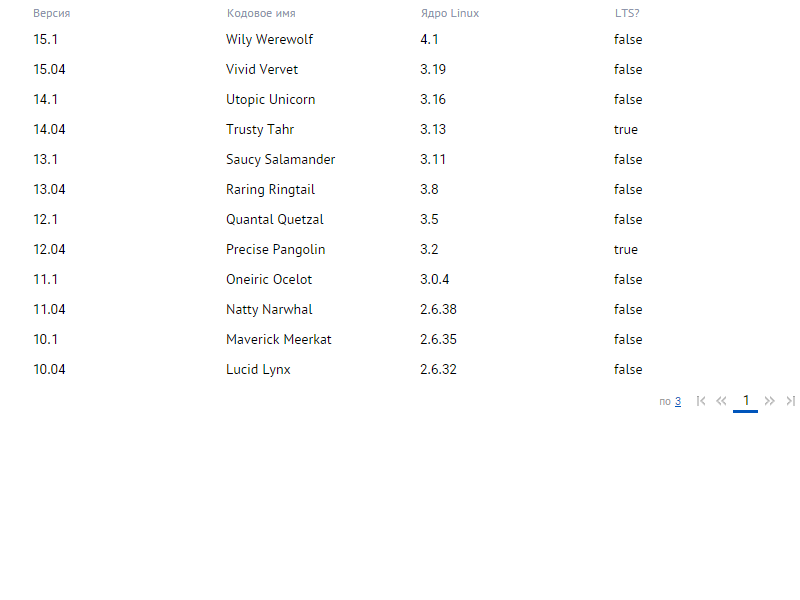 Версия Кодовое имя Ядро Linux LTS?
15.1 Wily Werewolf 4.1 false
15.04 Vivid Vervet 3.19 false
14.1 Utopic Unicorn 3.16 false
14.04 Trusty Tahr 3.13 true
13.1 Saucy Salamander 3.11 false
13.04 Raring Ringtail 3.8 false
12.1 Quantal Quetzal 3.5 false
12.04 Precise Pangolin 3.2 true
11.1 Oneiric Ocelot 3.0.4 false
11.04 Natty Narwhal 2.6.38 false
10.1 Maverick Meerkat 2.6.35 false
10.04 Lucid Lynx 2.6.32 false
по 3 1